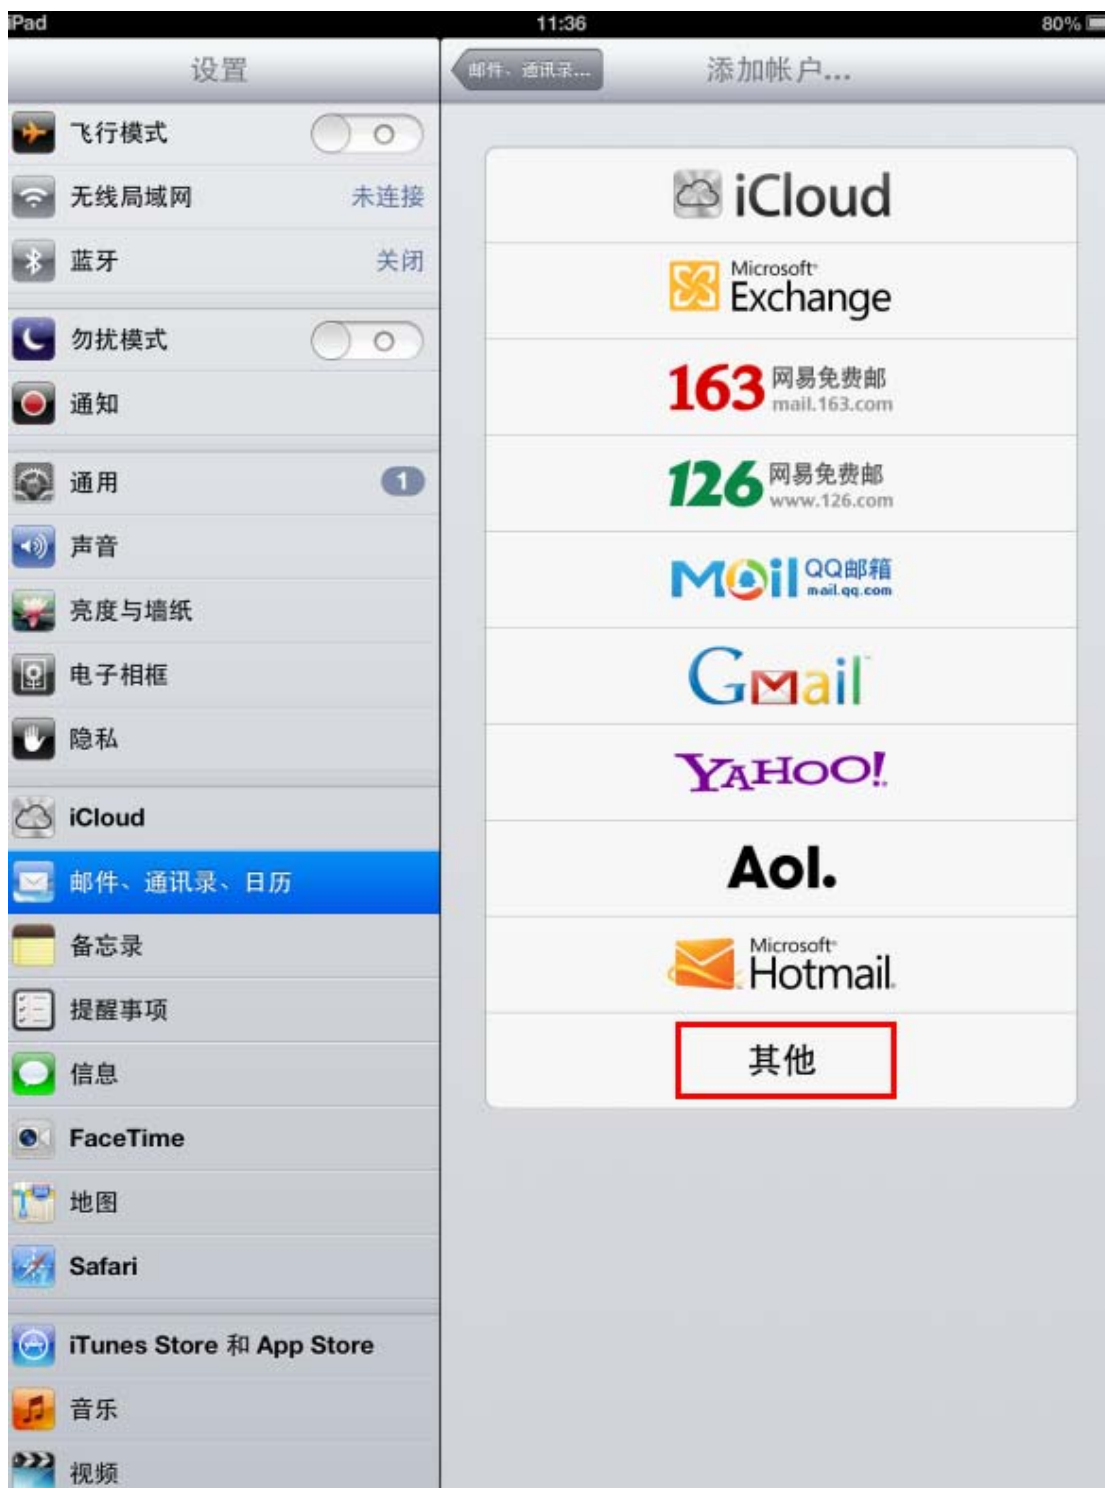 iPad
11:36
80%
设置
飞行模式
无线局域网 未连接
蓝牙 关闭
勿扰模式
通知
通用 1
声音
亮度与墙纸
电子相框
隐私
iCloud
邮件、通讯录、日历
备忘录
提醒事项
信息
FaceTime
地图
Safari
iTunes Store 和 App Store
音乐
视频
邮件、通讯录...
添加帐户...
iCloud
Microsoft
Exchange
163 网易免费邮
mail.163.com
126 网易免费邮
www.126.com
Mail QQ邮箱
mail.qq.com
Gmail™
YAHOO!
Aol.
Microsoft
Hotmail
其他